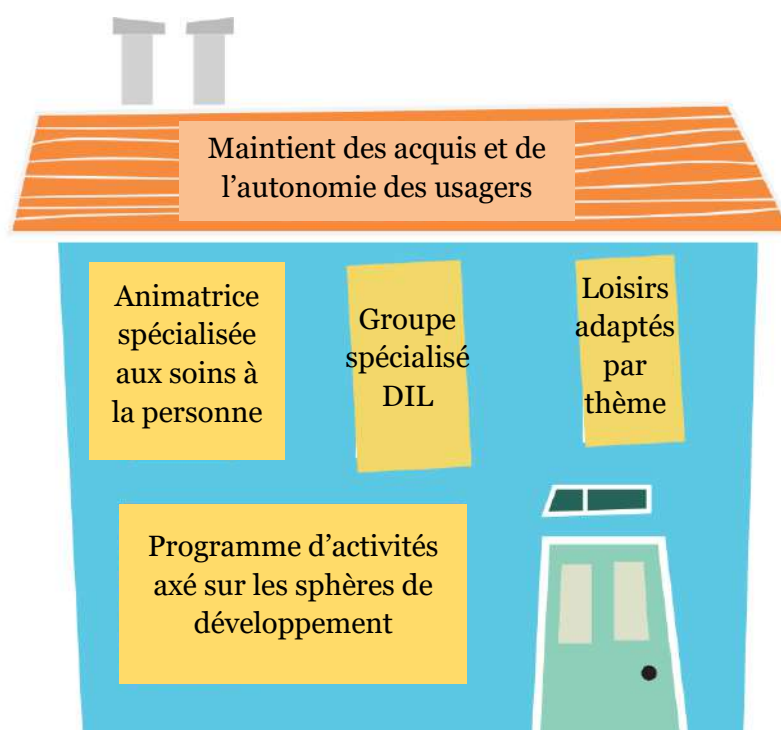 Maintient des acquis et de
l’autonomie des usagers
Animatrice
spécialisée
aux soins à
la personne
Groupe
spécialisé
DIL
Loisirs
adaptés
par
thème
Programme d’activités
axé sur les sphères de
développement